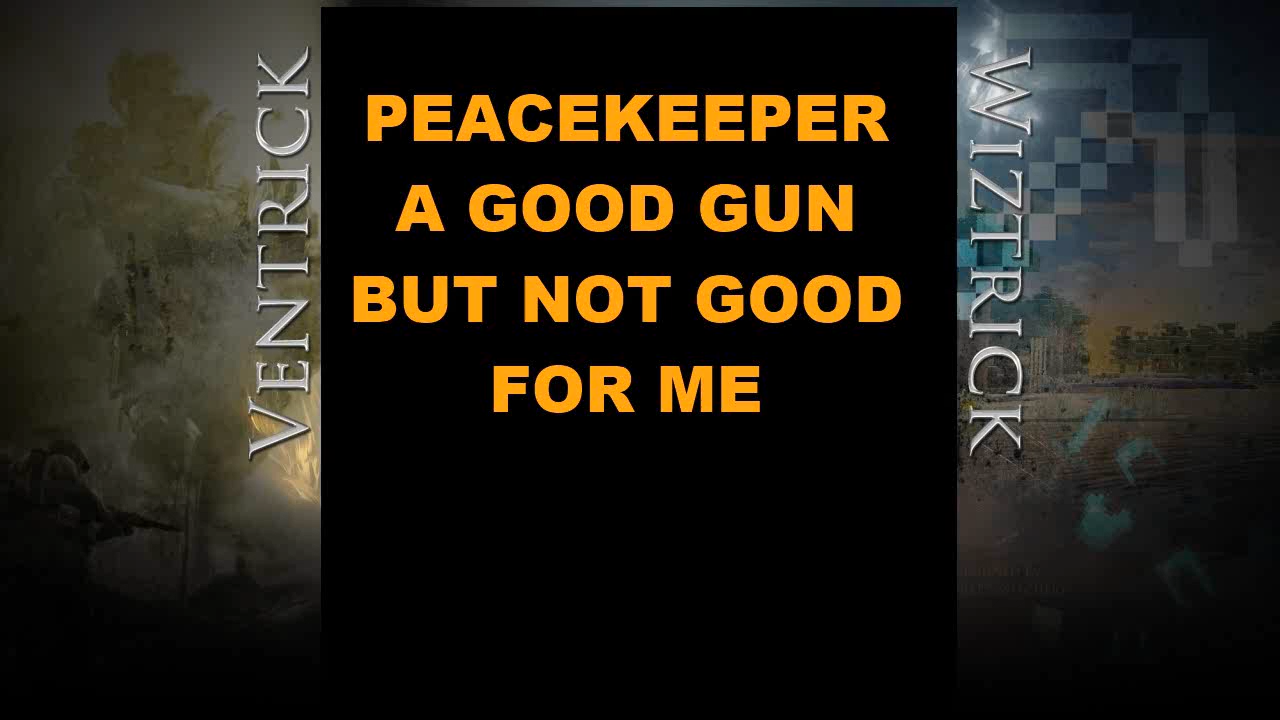 VENTRICK
PEACEKEEPER
A GOOD GUN
BUT NOT GOOD
FOR ME
WIZTRICK